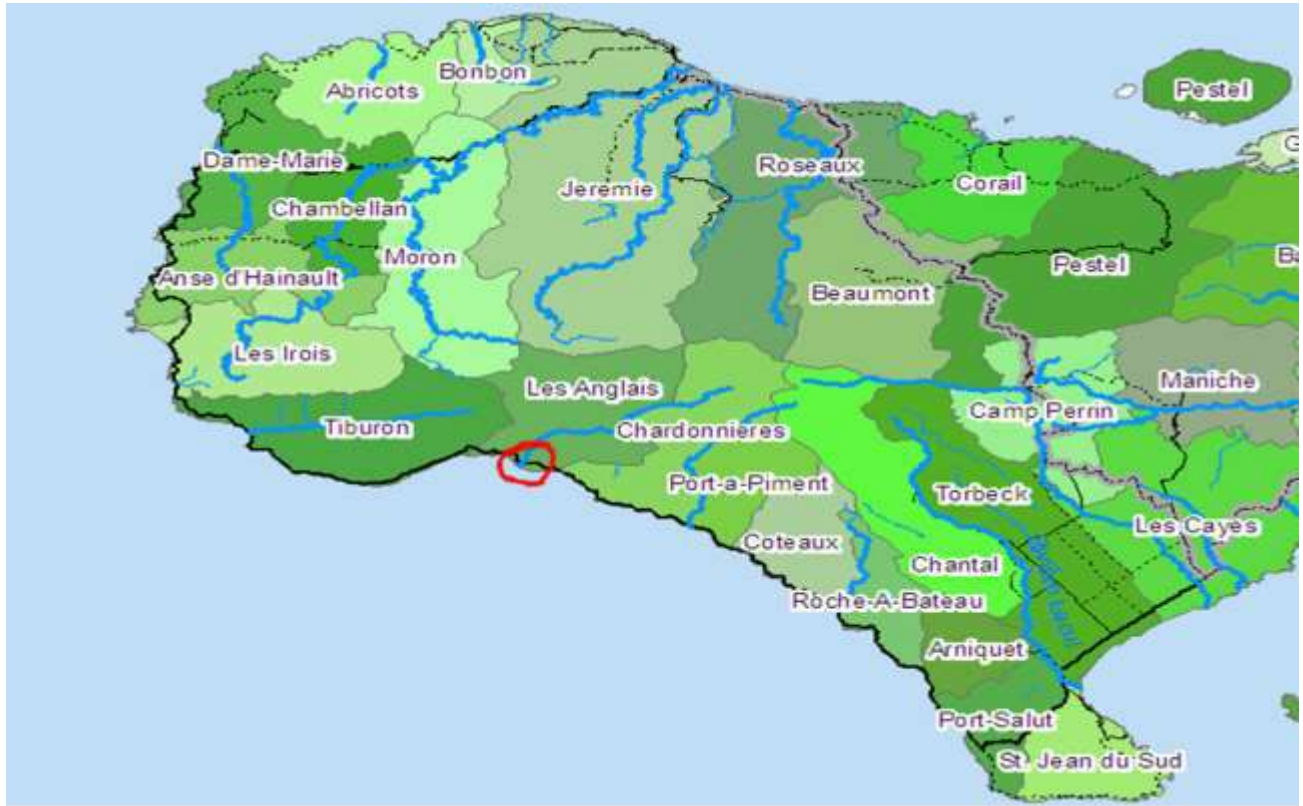 Bonbon
Abricots
Pestel
Dame-Marie
Jeremie
Roseaux
Corail
Chambellan
Moron
Anse d'Hainault
Beaumont
Pestel
Les Irois
Les Anglais
Maniche
Tiburon
Chardonnieres
Camp Perrin
Port-a-Piment
Torbeck
Les Cayes
Coteaux
Chantal
Roche-A-Bateau
Arniquet
Port-Salut
St. Jean du Sud